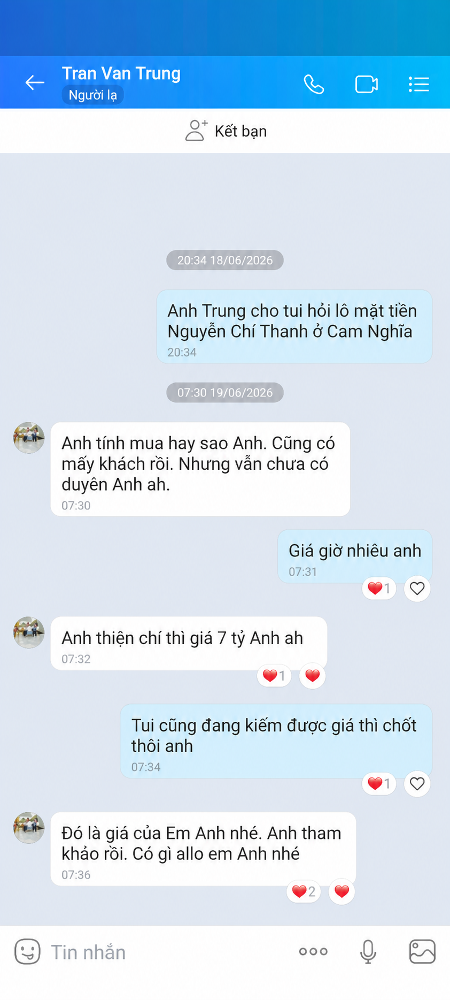 Tran Van Trung
Người lạ
Kết bạn
20:34 18/06/2026
Anh Trung cho tui hỏi lô mặt tiền
Nguyễn Chí Thanh ở Cam Nghĩa
20:34
07:30 19/06/2026
Anh tính mua hay sao Anh. Cũng có
mấy khách rồi. Nhưng vẫn chưa có
duyên Anh ah.
07:30
Giá giờ nhiêu anh
07:31
1
Anh thiện chí thì giá 7 tỷ Anh ah
07:32
1
Tui cũng đang kiếm được giá thì chốt
thôi anh
07:34
1
Đó là giá của Em Anh nhé. Anh tham
khảo rồi. Có gì allo em Anh nhé
07:36
2
Tin nhắn